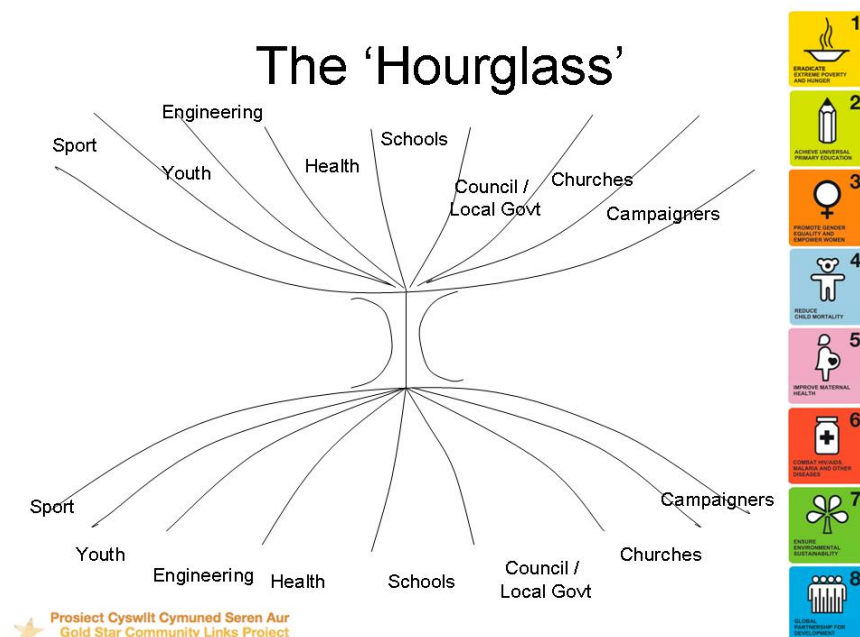 The ‘Hourglass’
Engineering
Sport
Schools
Youth
Health
Council /
Local Govt
Churches
Campaigners
Sport
Campaigners
Youth
Engineering
Health
Schools
Council /
Local Govt
Churches
Prosiect Cyswllt Cymuned Seren Aur
Gold Star Community Links Project
1
ERADICATE
EXTREME POVERTY
AND HUNGER
2
ACHIEVE UNIVERSAL
PRIMARY EDUCATION
3
PROMOTE GENDER
EQUALITY AND
EMPOWER WOMEN
4
REDUCE
CHILD MORTALITY
5
IMPROVE MATERNAL
HEALTH
6
COMBAT HIV/AIDS,
MALARIA AND OTHER
DISEASES
7
ENSURE
ENVIRONMENTAL
SUSTAINABILITY
8
GLOBAL
PARTNERSHIP FOR
DEVELOPMENT